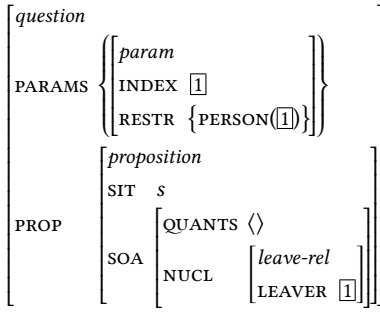 question
param
PARAMS INDEX 1
RESTR {PERSON(1)}
proposition
SIT s
PROP QUANTS ⟨⟩
SOA leave-rel
NUCL
LEAVER 1